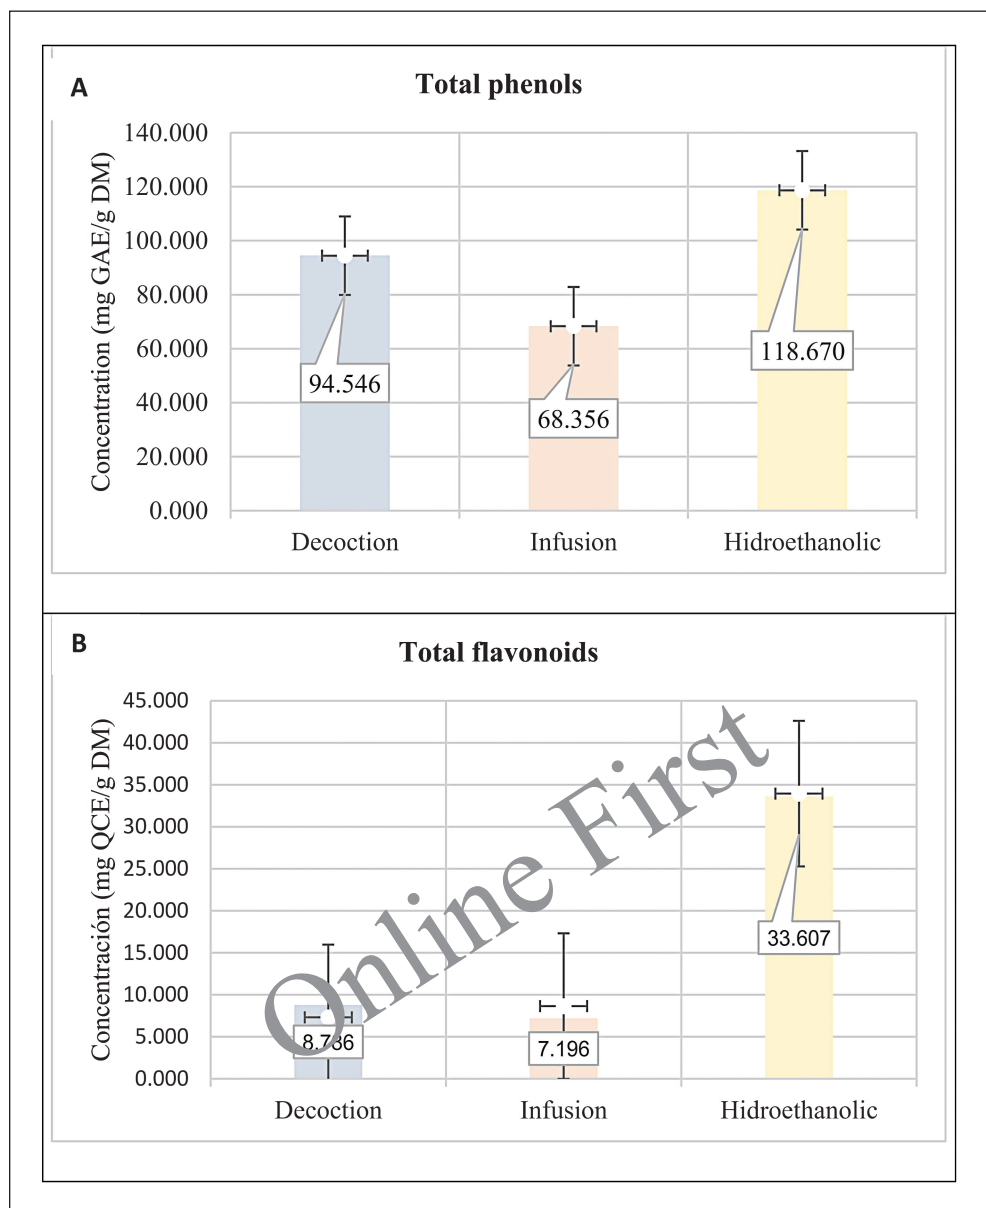 A
Total phenols
Concentration (mg GAE/g DM)
140.000
120.000
100.000
80.000
60.000
40.000
20.000
0.000
94.546
68.356
118.670
Decoction
Infusion
Hidroethanolic
B
Total flavonoids
Concentración (mg QCE/g DM)
45.000
40.000
35.000
30.000
25.000
20.000
15.000
10.000
5.000
0.000
8.786
7.196
33.607
Decoction
Infusion
Hidroethanolic
Online First